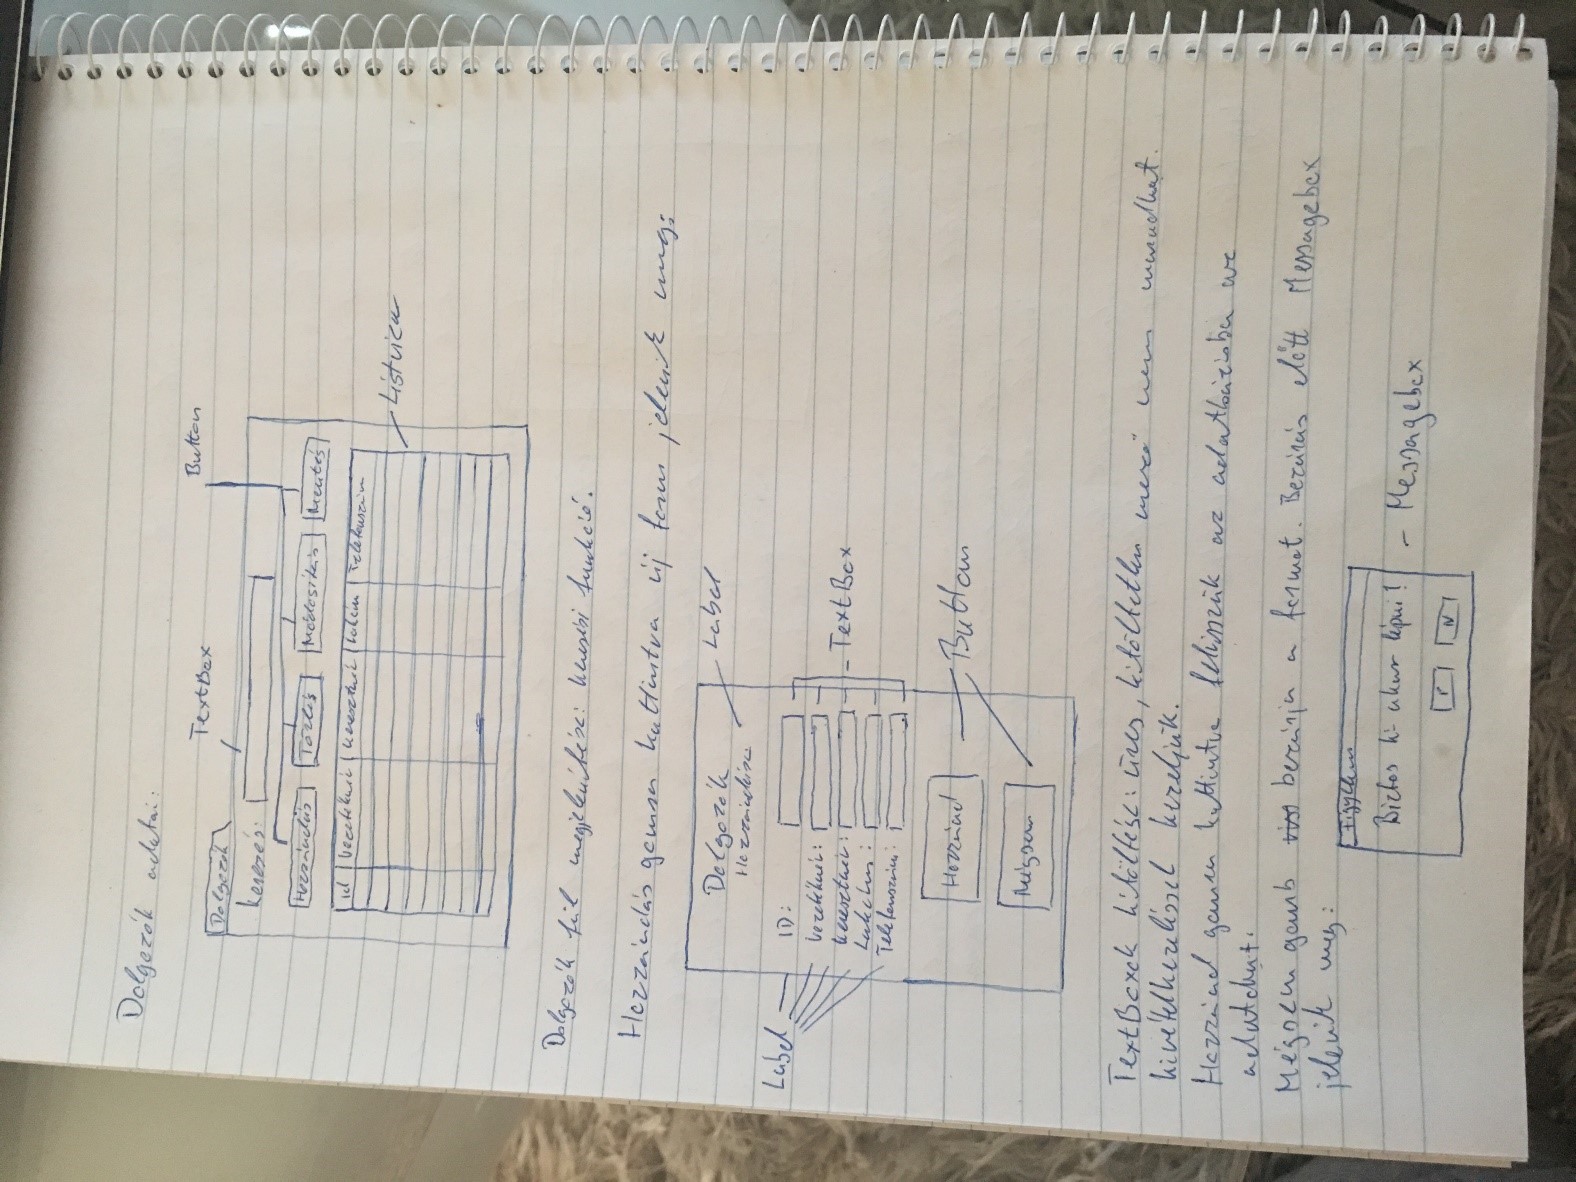 Dolgozók adatai:
TextBox
Button
Dolgozók
keresés:
Hozzáadás Törlés Módosítás Mentés
Id vezetéknév keresztnév lakcím Telefonszám
Listview
Dolgozók fül megjelenítése: keresési funkció.
Hozzáadás gombra kattintva új form jelenik meg:
Dolgozók
Hozzáadása
Label
Label
ID:
vezetéknév:
keresztnév:
Lakcím:
Telefonszám:
TextBox
Hozzáad
Button
Mégsem
TextBoxok kitöltése: üres, kitöltetlen mező nem maradhat.
kivételkezeléssel kezeljük.
Hozzáad gombra kattintva felvisszük az adatbázisba az
adatokat.
Mégsem gomb bezárja a formot. Bezárás előtt Messagebox
jelenik meg:
Figyelem
Biztos ki akar lépni?
I N
- Messagebox